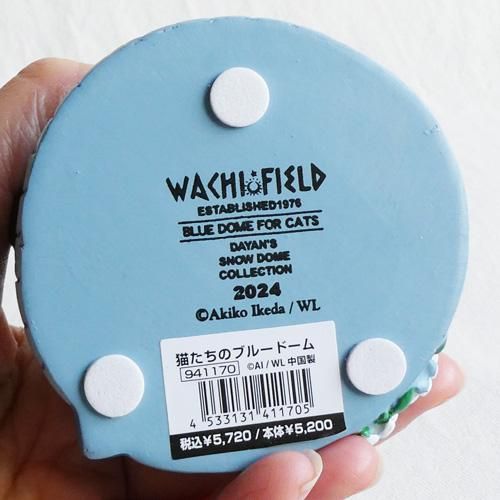 WACHI FIELD
ESTABLISHED1976
BLUE DOME FOR CATS
DAYAN'S
SNOW DOME
COLLECTION
2024
©Akiko Ikeda / WL
猫たちのブルードーム
941170 ©AI / WL 中国製
4 533131 411705
税込¥5,720 / 本体¥5,200